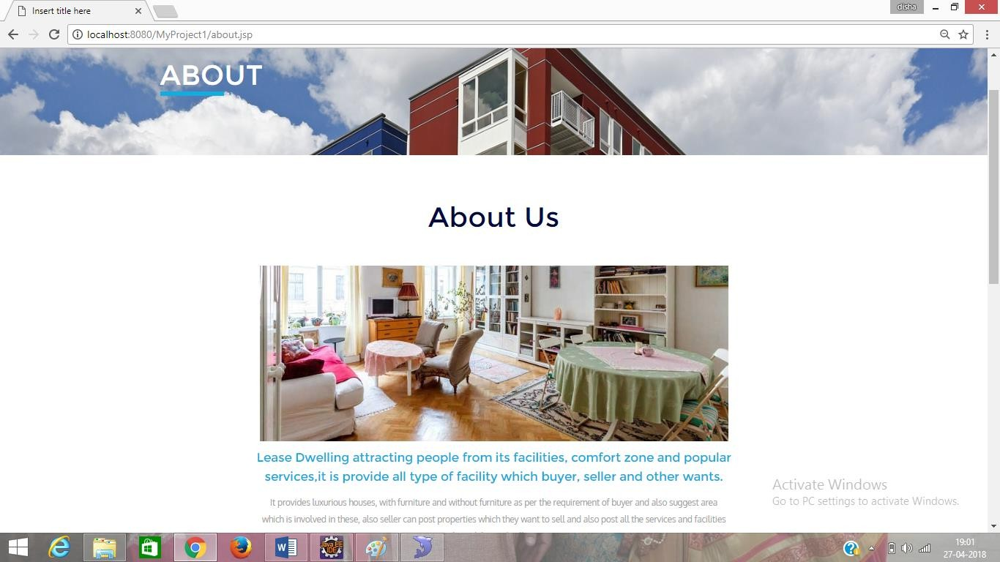 Insert title here
disha
localhost:8080/MyProject1/about.jsp
ABOUT
About Us
Lease Dwelling attracting people from its facilities, comfort zone and popular
services,it is provide all type of facility which buyer, seller and other wants.
It provides luxurious houses, with furniture and without furniture as per the requirement of buyer and also suggest area
which is involved in these, also seller can post properties which they want to sell and also post all the services and facilities
Activate Windows
Go to PC settings to activate Windows.
Java EE
IDE
19:01
27-04-2018